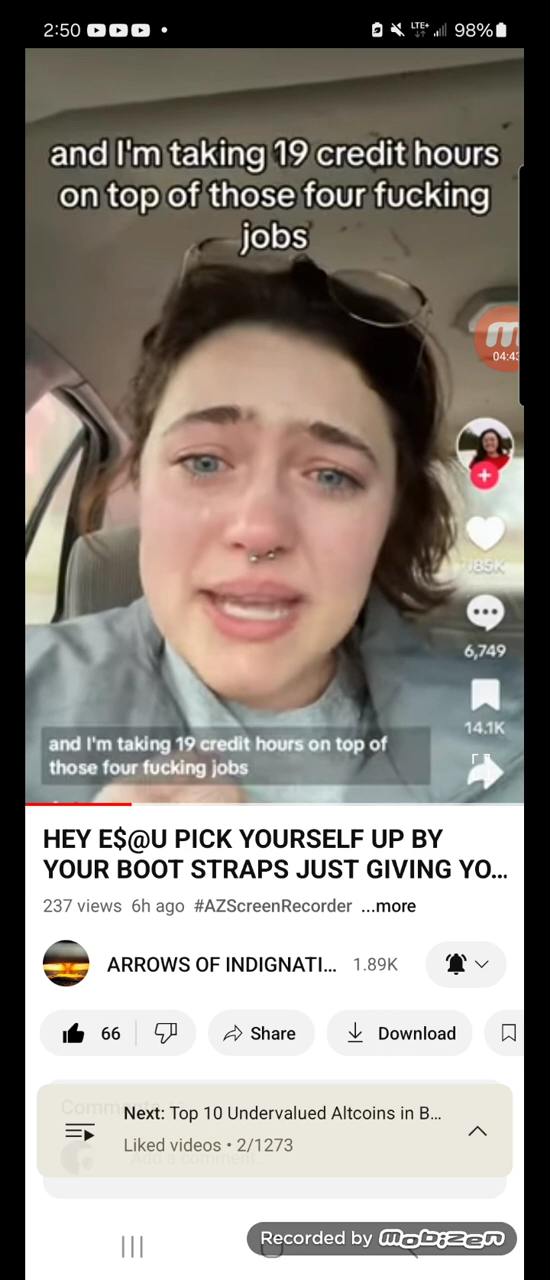 2:50
LTE+
98%
and I'm taking 19 credit hours
on top of those four fucking
jobs
04:43
185K
6,749
14.1K
and I'm taking 19 credit hours on top of
those four fucking jobs
HEY E$@U PICK YOURSELF UP BY
YOUR BOOT STRAPS JUST GIVING YO...
237 views 6h ago #AZScreenRecorder ...more
ARROWS OF INDIGNATI... 1.89K
66 Share Download
Next: Top 10 Undervalued Altcoins in B...
Liked videos • 2/1273
Add a comment...
Recorded by mobizen